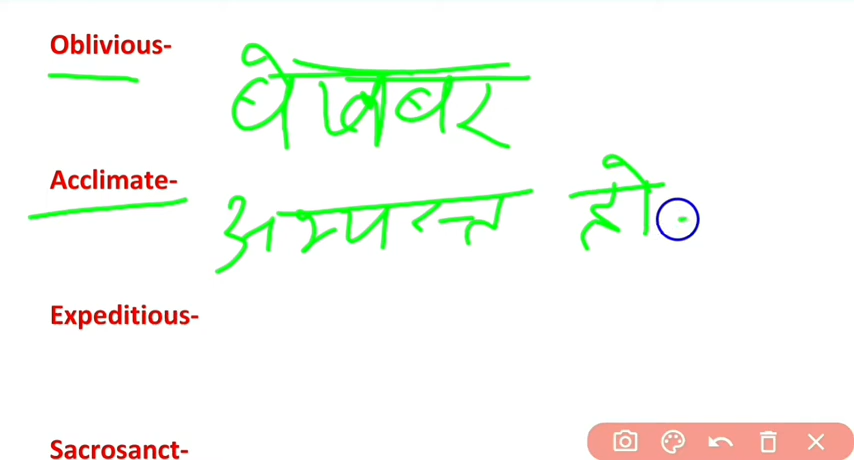 Oblivious- बेखबर
Acclimate- अभ्यस्त हो
Expeditious-
Sacrosanct-